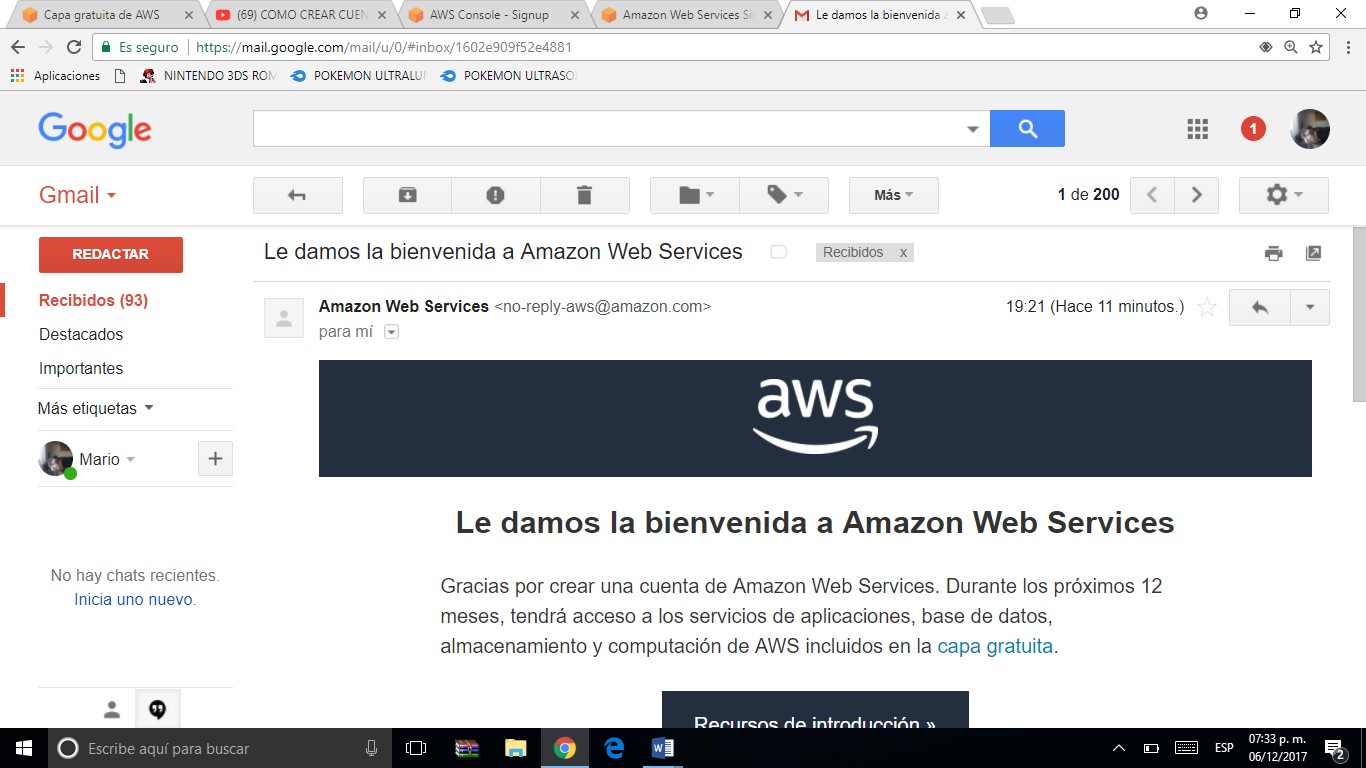 Capa gratuita de AWS
(69) COMO CREAR CUEN
AWS Console - Signup
Amazon Web Services Si
Le damos la bienvenida a
Es seguro | https://mail.google.com/mail/u/0/#inbox/1602e909f52e4881
Aplicaciones NINTENDO 3DS ROM POKEMON ULTRALU POKEMON ULTRASO
Google
1
Gmail
Más
1 de 200
REDACTAR
Le damos la bienvenida a Amazon Web Services
Recibidos x
Recibidos (93)
Amazon Web Services <no-reply-aws@amazon.com>
19:21 (Hace 11 minutos.)
para mí
Destacados
Importantes
Más etiquetas
Mario
aws
Le damos la bienvenida a Amazon Web Services
No hay chats recientes.
Inicia uno nuevo.
Gracias por crear una cuenta de Amazon Web Services. Durante los próximos 12
meses, tendrá acceso a los servicios de aplicaciones, base de datos,
almacenamiento y computación de AWS incluidos en la capa gratuita.
Recursos de introducción »
Escribe aquí para buscar
ESP
07:33 p. m.
06/12/2017
2